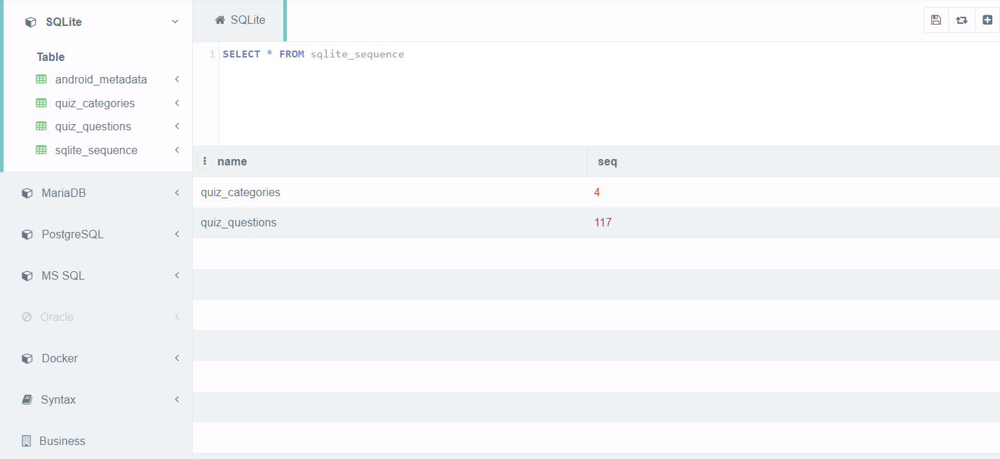 SQLite
Table
android_metadata
quiz_categories
quiz_questions
sqlite_sequence
MariaDB
PostgreSQL
MS SQL
Oracle
Docker
Syntax
Business
SQLite
1 SELECT * FROM sqlite_sequence
name seq
quiz_categories 4
quiz_questions 117